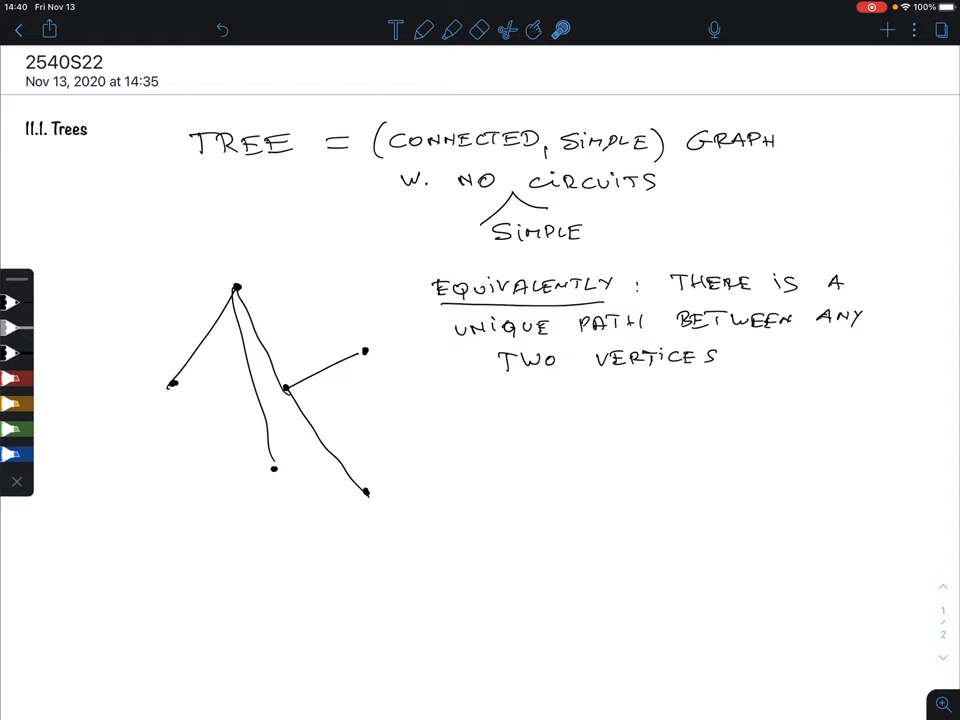 14:40 Fri Nov 13
100%
2540S22
Nov 13, 2020 at 14:35
11.1. Trees
TREE = (CONNECTED, SIMPLE) GRAPH
W. NO CIRCUITS
SIMPLE
EQUIVALENTLY : THERE IS A
UNIQUE PATH BETWEEN ANY
TWO VERTICES
1
/
2